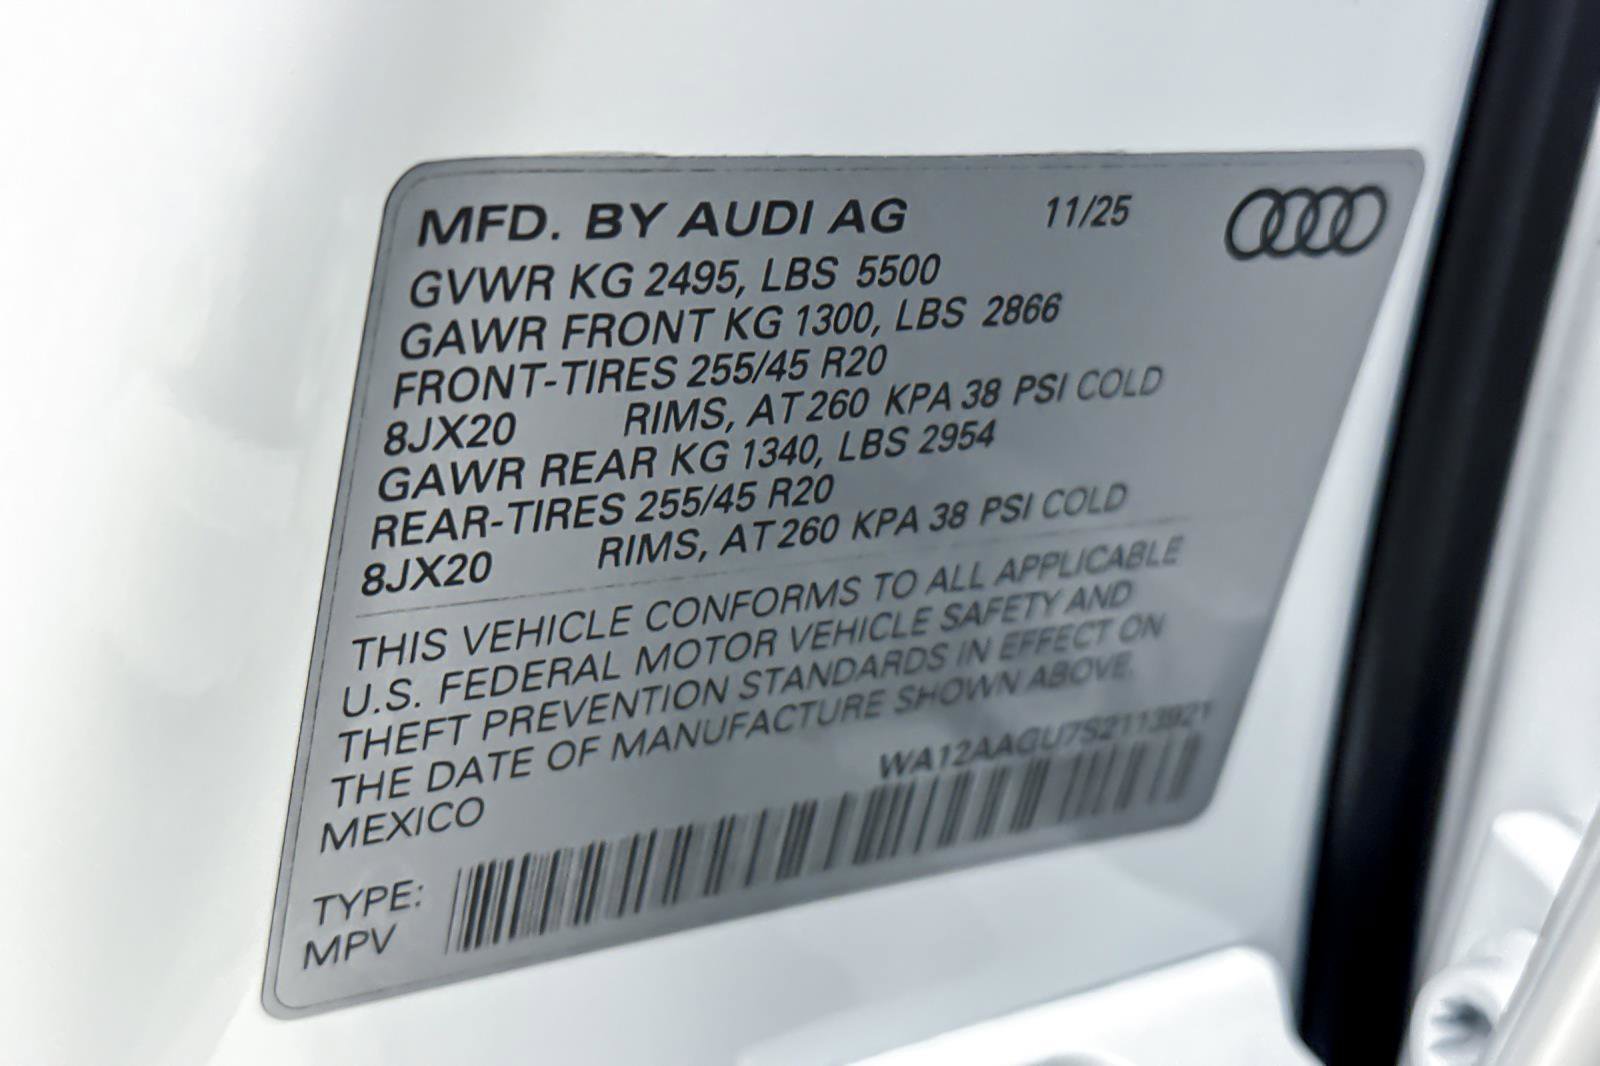 MFD. BY AUDI AG 11/25
GVWR KG 2495, LBS 5500
GAWR FRONT KG 1300, LBS 2866
FRONT-TIRES 255/45 R20
8JX20 RIMS, AT 260 KPA 38 PSI COLD
GAWR REAR KG 1340, LBS 2954
REAR-TIRES 255/45 R20
8JX20 RIMS, AT 260 KPA 38 PSI COLD
THIS VEHICLE CONFORMS TO ALL APPLICABLE
U.S. FEDERAL MOTOR VEHICLE SAFETY AND
THEFT PREVENTION STANDARDS IN EFFECT ON
THE DATE OF MANUFACTURE SHOWN ABOVE.
WA12AAGU7S2113921
MEXICO
TYPE:
MPV